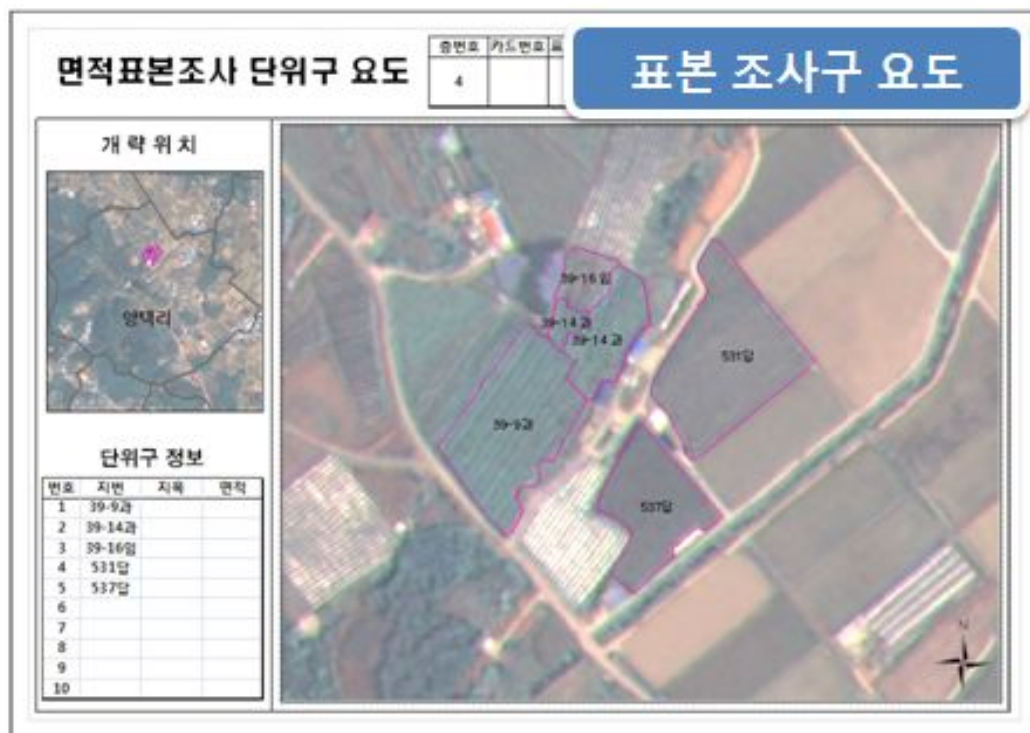 면적표본조사 단위구 요도
층번호 카드번호 표
4
표본 조사구 요도
개략위치
양택리
단위구 정보
번호 지번 지목 면적
1 39-9과
2 39-14과
3 39-16임
4 531답
5 537답
6
7
8
9
10
39-16임
39-14과
39-14과
531답
39-9과
537답
N